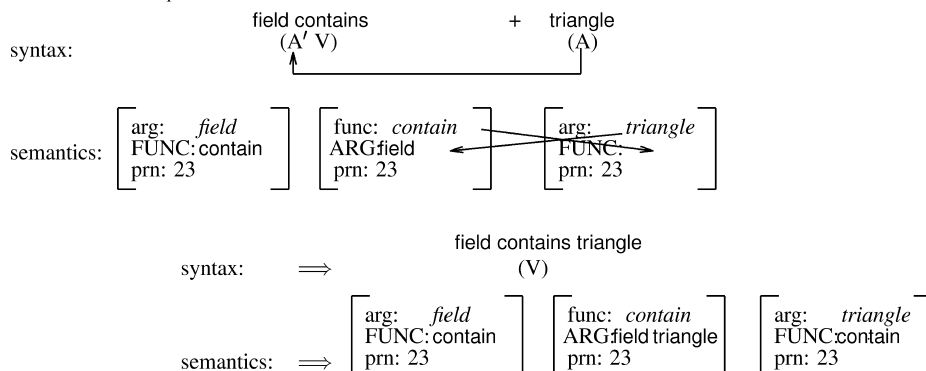 field contains + triangle
syntax: (A′ V) (A)
arg: field func: contain arg: triangle
semantics: FUNC: contain ARG: field FUNC:
prn: 23 prn: 23 prn: 23
field contains triangle
syntax: ⟹ (V)
arg: field func: contain arg: triangle
FUNC: contain ARG: field triangle FUNC: contain
semantics: ⟹ prn: 23 prn: 23 prn: 23